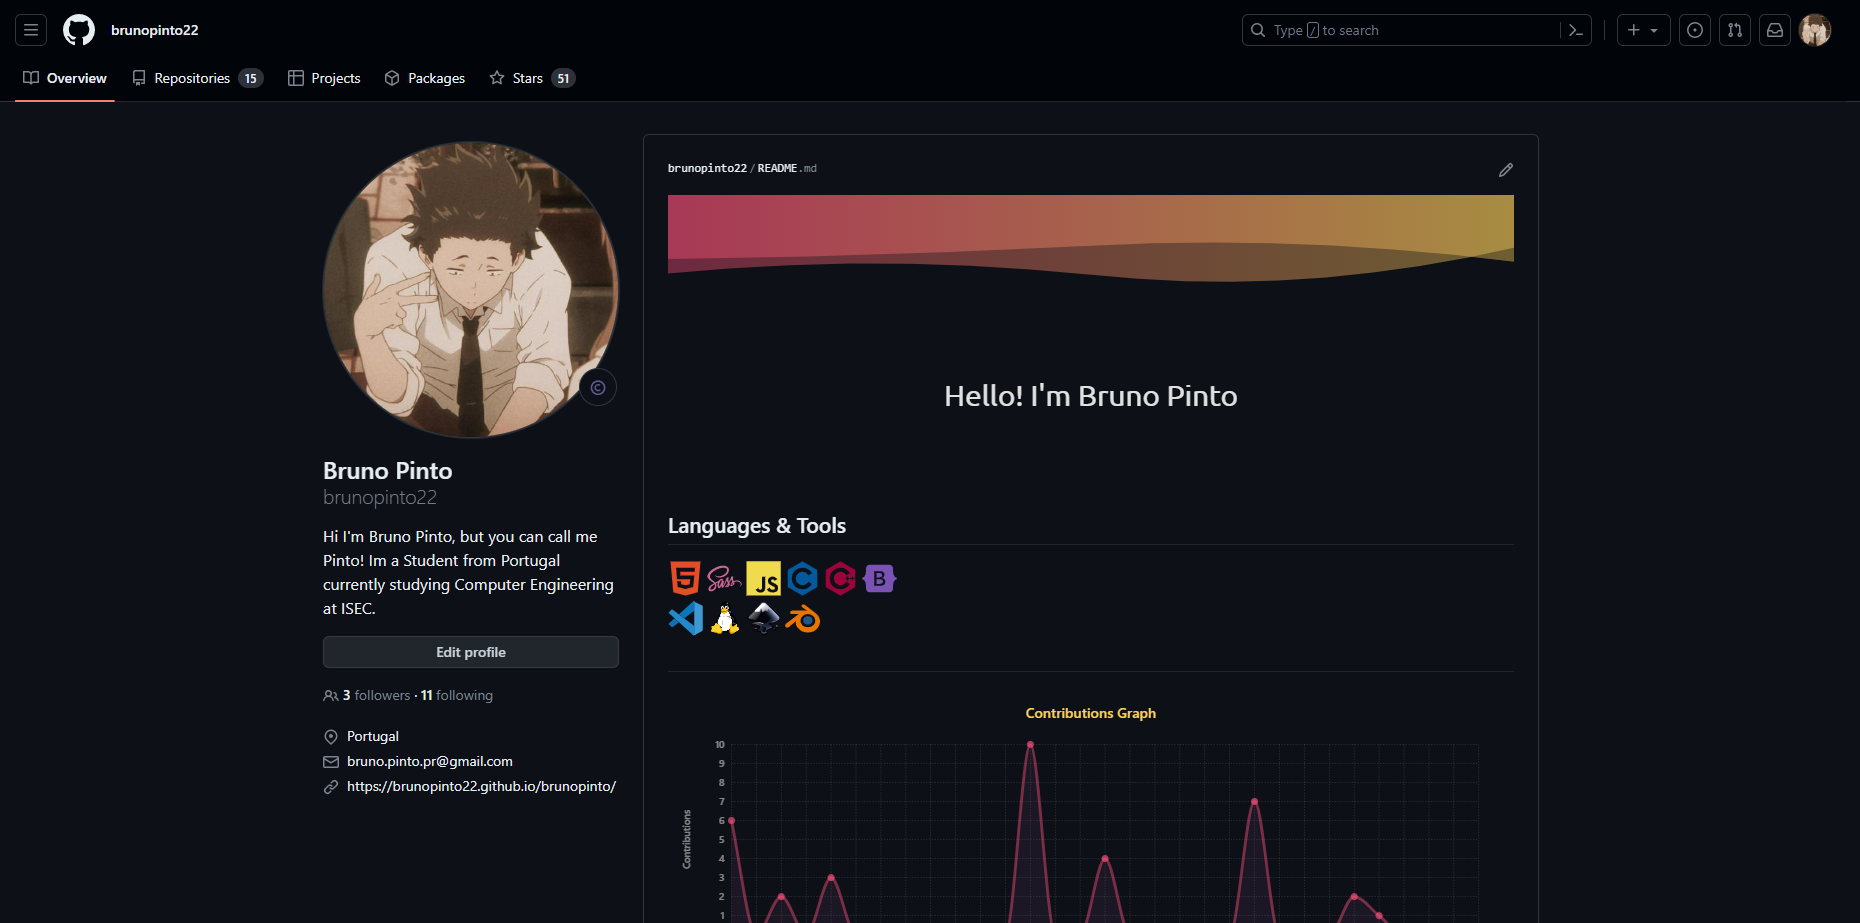 brunopinto22
Type / to search
Overview
Repositories 15
Projects
Packages
Stars 51
Bruno Pinto
brunopinto22
Hi I'm Bruno Pinto, but you can call me
Pinto! Im a Student from Portugal
currently studying Computer Engineering
at ISEC.
Edit profile
3 followers · 11 following
Portugal
bruno.pinto.pr@gmail.com
https://brunopinto22.github.io/brunopinto/
brunopinto22/README.md
Hello! I'm Bruno Pinto
Languages & Tools
5 Sass JS C C B
Contributions Graph
Contributions
10
9
8
7
6
5
4
3
2
1